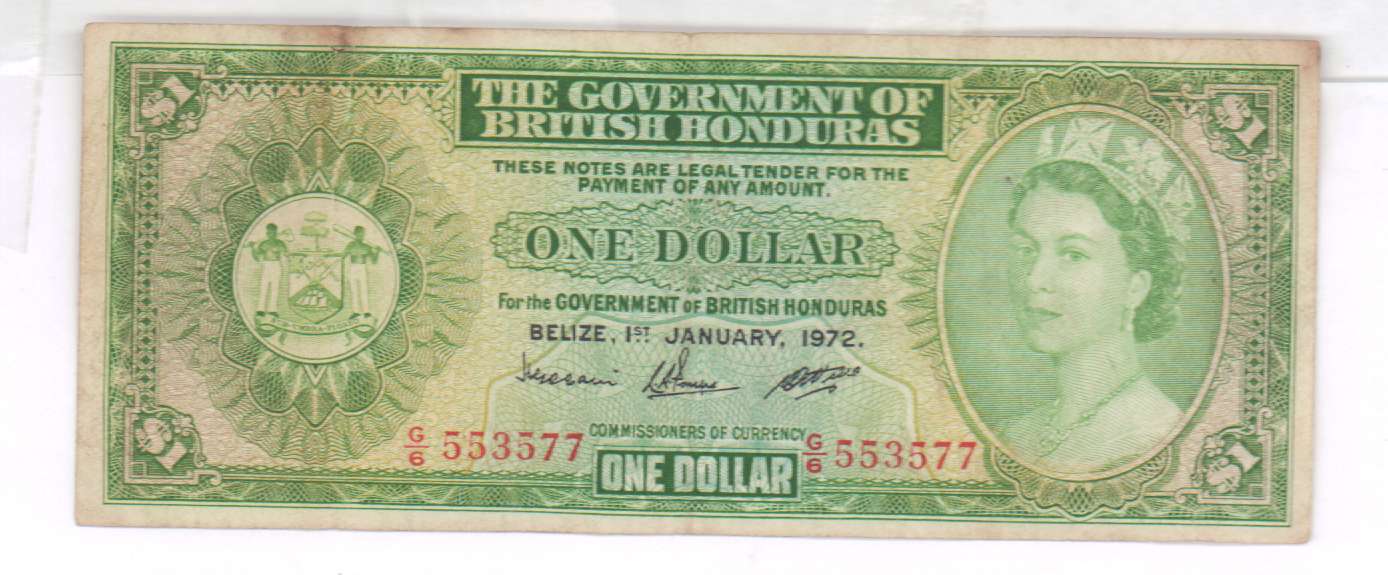 $1
$1
THE GOVERNMENT OF
BRITISH HONDURAS
THESE NOTES ARE LEGAL TENDER FOR THE
PAYMENT OF ANY AMOUNT.
ONE DOLLAR
For the GOVERNMENT of BRITISH HONDURAS
BELIZE, 1ST JANUARY, 1972.
COMMISSIONERS OF CURRENCY
G/6 553577
G/6 553577
ONE DOLLAR
$1
$1